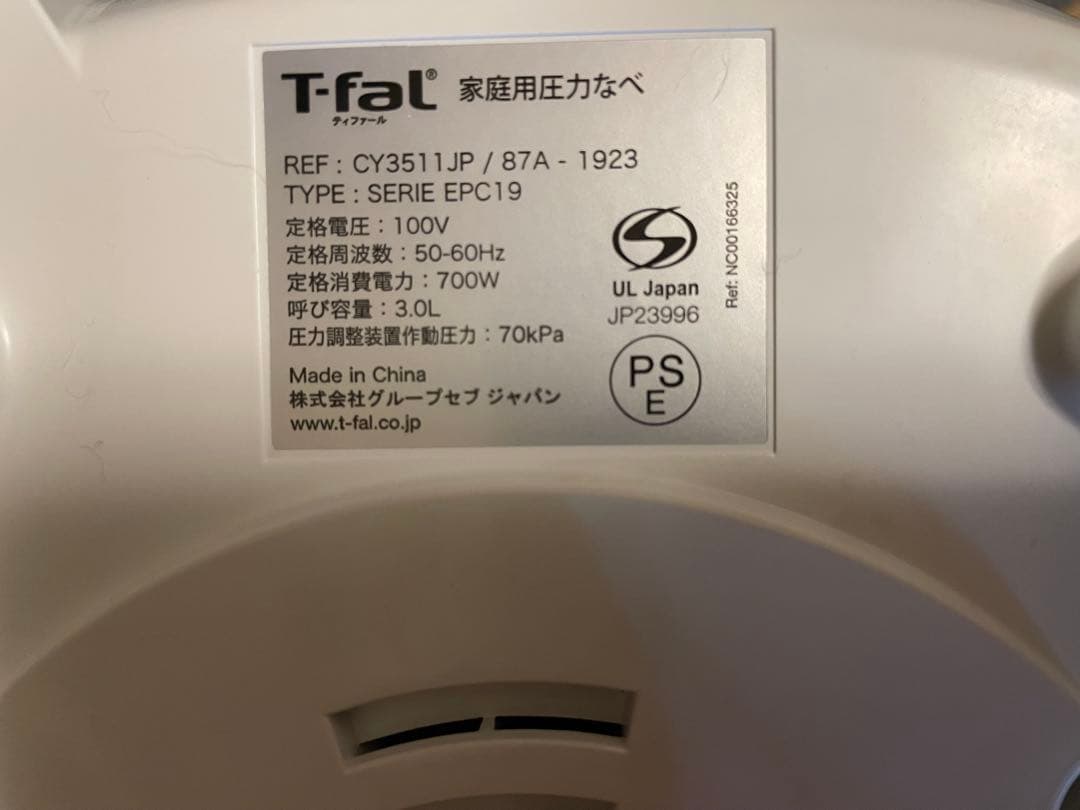 T-fal® 家庭用圧力なべ
ティファール
REF : CY3511JP / 87A - 1923
TYPE : SERIE EPC19
定格電圧 : 100V
定格周波数 : 50-60Hz
定格消費電力 : 700W
呼び容量 : 3.0L
圧力調整装置作動圧力 : 70kPa
Made in China
株式会社グループセブ ジャパン
www.t-fal.co.jp
UL Japan
JP23996
PS
E
Ref: NC00166325